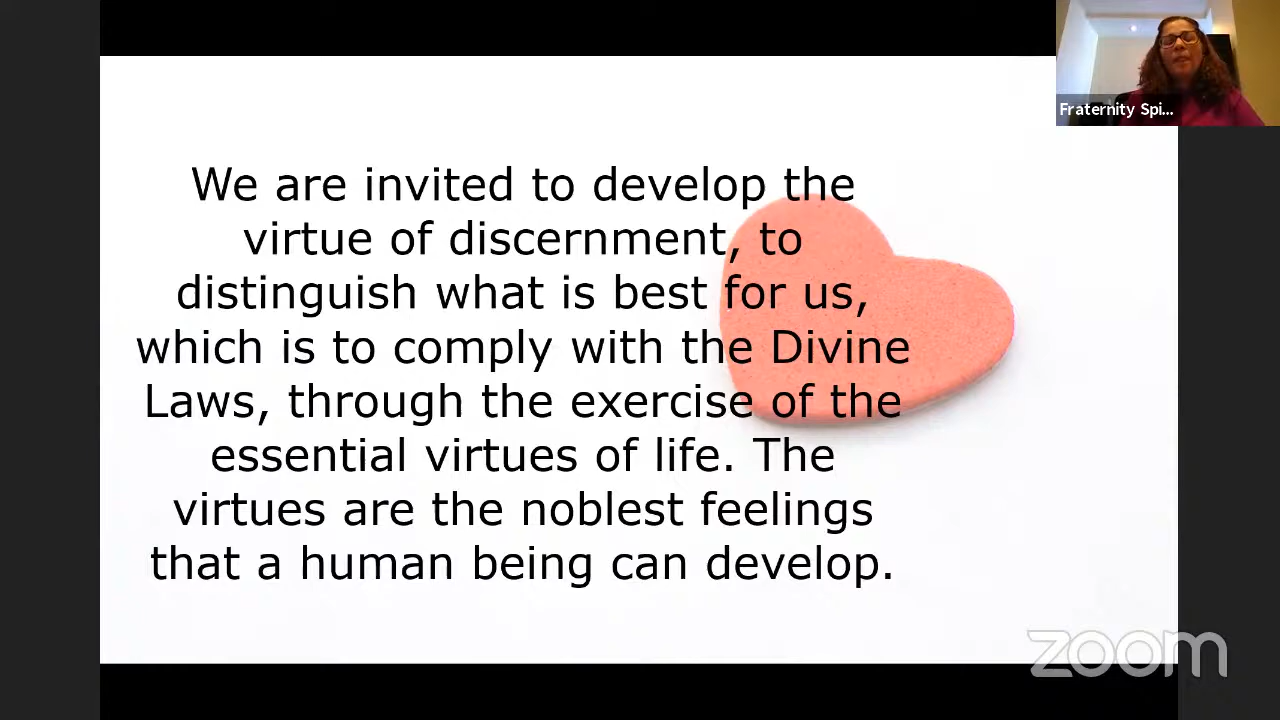 Fraternity Spi...
We are invited to develop the
virtue of discernment, to
distinguish what is best for us,
which is to comply with the Divine
Laws, through the exercise of the
essential virtues of life. The
virtues are the noblest feelings
that a human being can develop.
zoom